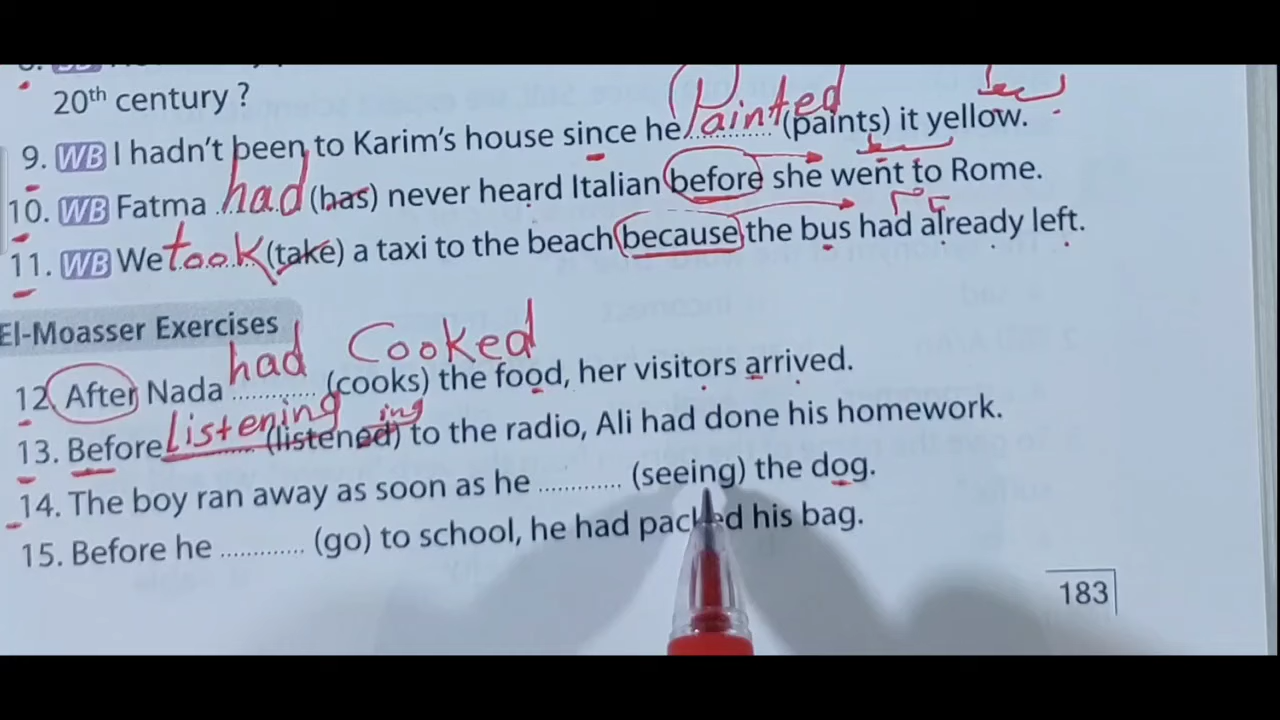 20th century ?
9. WB I hadn't been to Karim's house since he Painted (paints) it yellow.
10. WB Fatma had (has) never heard Italian before she went to Rome.
11. WB We took (take) a taxi to the beach because the bus had already left.
El-Moasser Exercises
had Cooked
12. After Nada ............ (cooks) the food, her visitors arrived.
Listening ing
13. Before ............ (listened) to the radio, Ali had done his homework.
14. The boy ran away as soon as he ............ (seeing) the dog.
15. Before he ............ (go) to school, he had packed his bag.
183